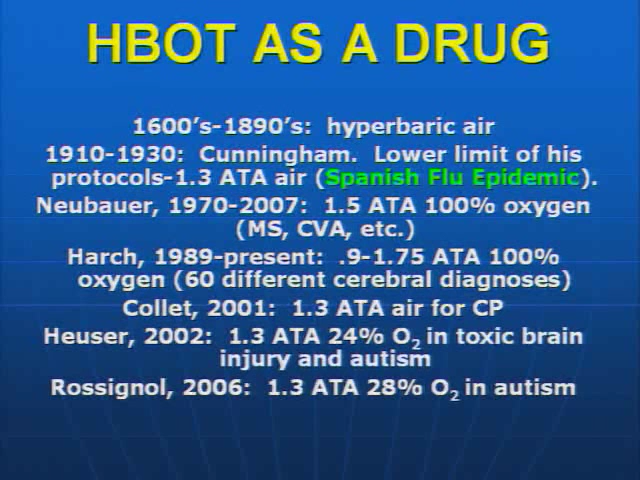 HBOT AS A DRUG
1600's-1890's: hyperbaric air
1910-1930: Cunningham. Lower limit of his
protocols-1.3 ATA air (Spanish Flu Epidemic).
Neubauer, 1970-2007: 1.5 ATA 100% oxygen
(MS, CVA, etc.)
Harch, 1989-present: .9-1.75 ATA 100%
oxygen (60 different cerebral diagnoses)
Collet, 2001: 1.3 ATA air for CP
Heuser, 2002: 1.3 ATA 24% O₂ in toxic brain
injury and autism
Rossignol, 2006: 1.3 ATA 28% O₂ in autism